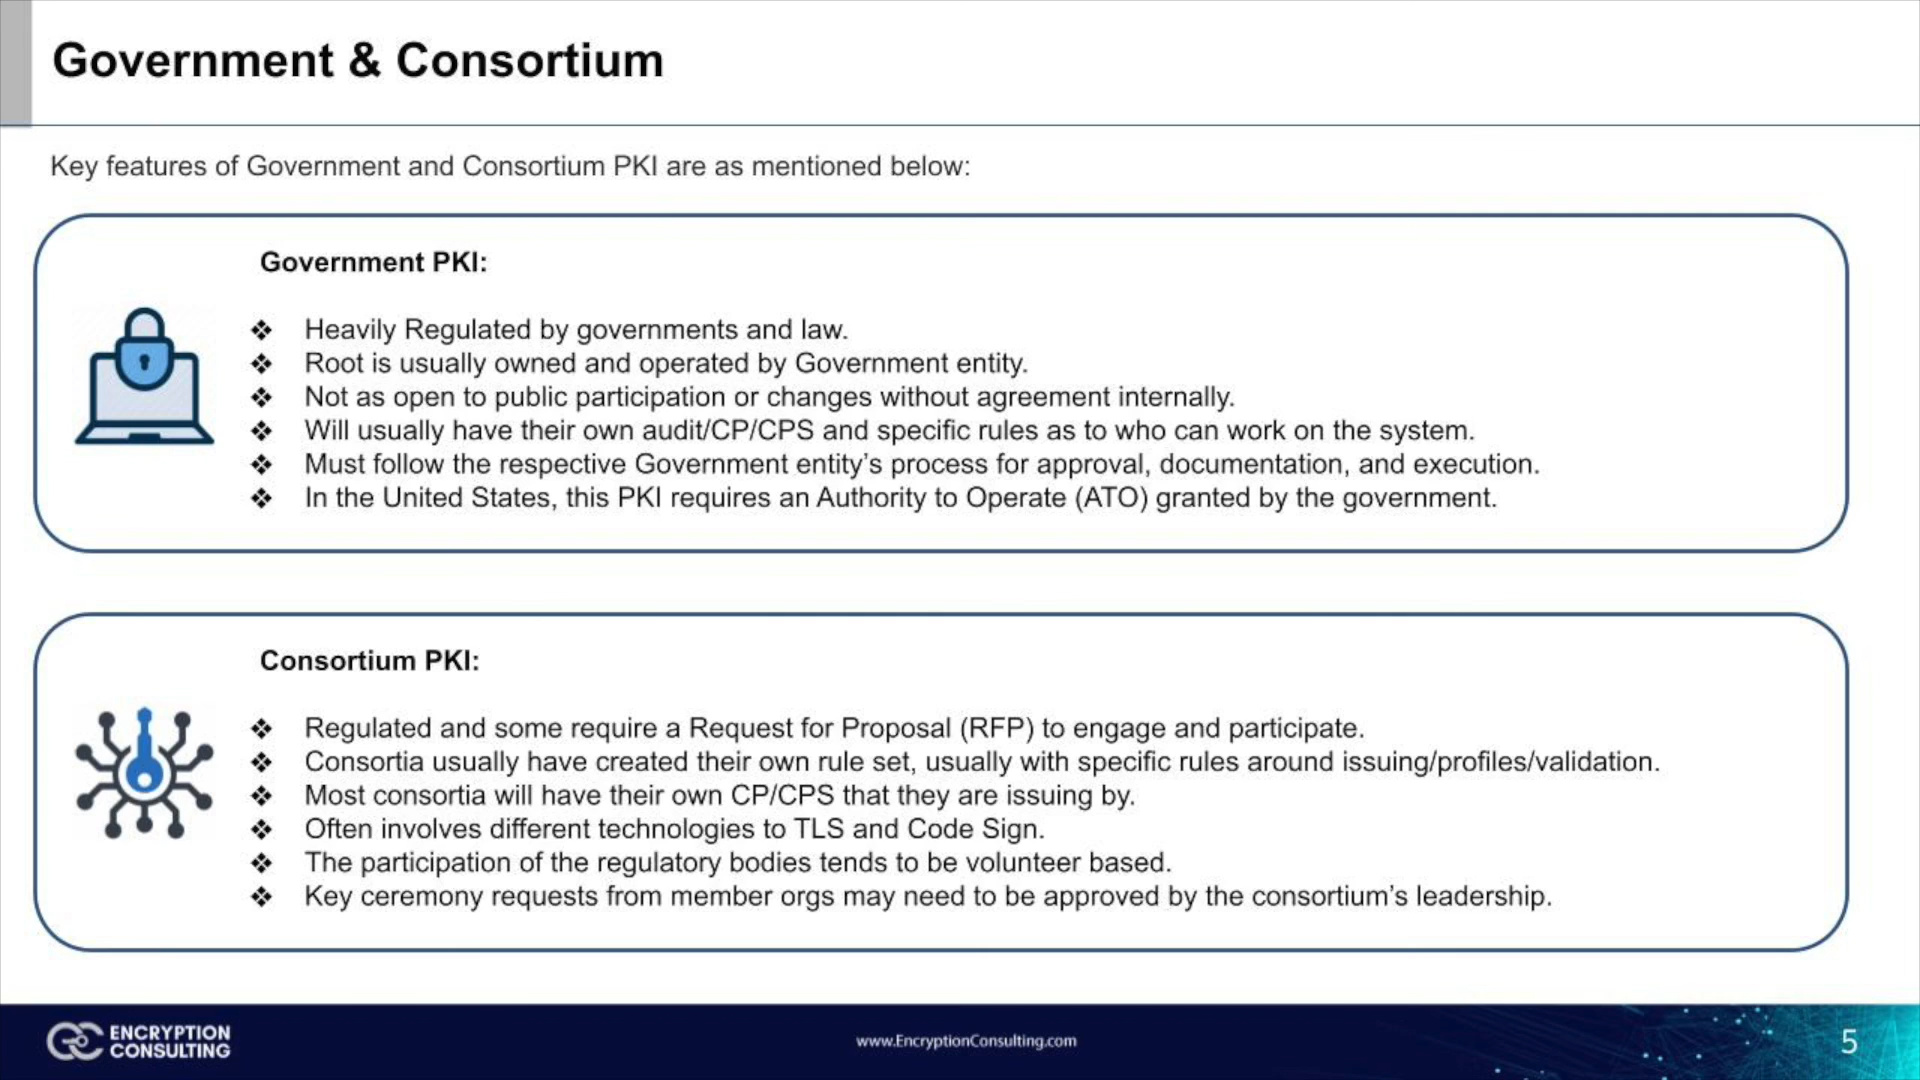 Government & Consortium
Key features of Government and Consortium PKI are as mentioned below:
Government PKI:
❖ Heavily Regulated by governments and law.
❖ Root is usually owned and operated by Government entity.
❖ Not as open to public participation or changes without agreement internally.
❖ Will usually have their own audit/CP/CPS and specific rules as to who can work on the system.
❖ Must follow the respective Government entity’s process for approval, documentation, and execution.
❖ In the United States, this PKI requires an Authority to Operate (ATO) granted by the government.
Consortium PKI:
❖ Regulated and some require a Request for Proposal (RFP) to engage and participate.
❖ Consortia usually have created their own rule set, usually with specific rules around issuing/profiles/validation.
❖ Most consortia will have their own CP/CPS that they are issuing by.
❖ Often involves different technologies to TLS and Code Sign.
❖ The participation of the regulatory bodies tends to be volunteer based.
❖ Key ceremony requests from member orgs may need to be approved by the consortium’s leadership.
ENCRYPTION
CONSULTING
www.EncryptionConsulting.com
5